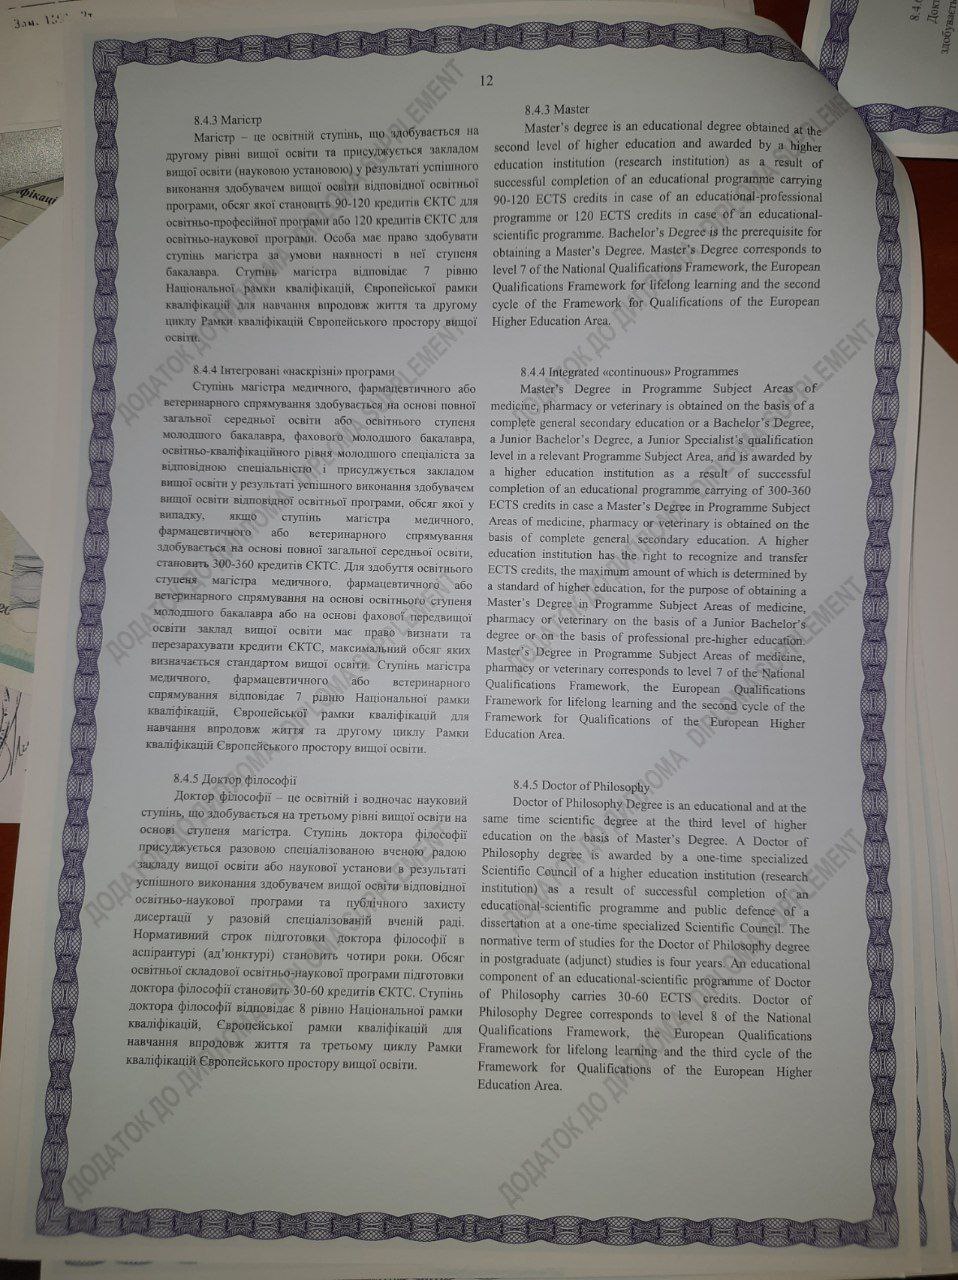 12
8.4.3 Магістр
Магістр – це освітній ступінь, що здобувається на
другому рівні вищої освіти та присуджується закладом
вищої освіти (науковою установою) у результаті успішного
виконання здобувачем вищої освіти відповідної освітньої
програми, обсяг якої становить 90-120 кредитів ЄКТС для
освітньо-професійної програми або 120 кредитів ЄКТС для
освітньо-наукової програми. Особа має право здобувати
ступінь магістра за умови наявності в неї ступеня
бакалавра. Ступінь магістра відповідає 7 рівню
Національної рамки кваліфікацій, Європейської рамки
кваліфікацій для навчання впродовж життя та другому
циклу Рамки кваліфікацій Європейського простору вищої
освіти.
8.4.4 Інтегровані «наскрізні» програми
Ступінь магістра медичного, фармацевтичного або
ветеринарного спрямування здобувається на основі повної
загальної середньої освіти або освітнього ступеня
молодшого бакалавра, фахового молодшого бакалавра,
освітньо-кваліфікаційного рівня молодшого спеціаліста за
відповідною спеціальністю і присуджується закладом
вищої освіти у результаті успішного виконання здобувачем
вищої освіти відповідної освітньої програми, обсяг якої у
випадку, якщо ступінь магістра медичного,
фармацевтичного або ветеринарного спрямування
здобувається на основі повної загальної середньої освіти,
становить 300-360 кредитів ЄКТС. Для здобуття освітнього
ступеня магістра медичного, фармацевтичного або
ветеринарного спрямування на основі освітнього ступеня
молодшого бакалавра або на основі фахової передвищої
освіти заклад вищої освіти має право визнати та
перезарахувати кредити ЄКТС, максимальний обсяг яких
визначається стандартом вищої освіти. Ступінь магістра
медичного, фармацевтичного або ветеринарного
спрямування відповідає 7 рівню Національної рамки
кваліфікацій, Європейської рамки кваліфікацій для
навчання впродовж життя та другому циклу Рамки
кваліфікацій Європейського простору вищої освіти.
8.4.5 Доктор філософії
Доктор філософії – це освітній і водночас науковий
ступінь, що здобувається на третьому рівні вищої освіти на
основі ступеня магістра. Ступінь доктора філософії
присуджується разовою спеціалізованою вченою радою
закладу вищої освіти або наукової установи в результаті
успішного виконання здобувачем вищої освіти відповідної
освітньо-наукової програми та публічного захисту
дисертації у разовій спеціалізованій вченій раді.
Нормативний строк підготовки доктора філософії в
аспірантурі (ад’юнктурі) становить чотири роки. Обсяг
освітньої складової освітньо-наукової програми підготовки
доктора філософії становить 30-60 кредитів ЄКТС. Ступінь
доктора філософії відповідає 8 рівню Національної рамки
кваліфікацій, Європейської рамки кваліфікацій для
навчання впродовж життя та третьому циклу Рамки
кваліфікацій Європейського простору вищої освіти.
8.4.3 Master
Master’s degree is an educational degree obtained at the
second level of higher education and awarded by a higher
education institution (research institution) as a result of
successful completion of an educational programme carrying
90-120 ECTS credits in case of an educational-professional
programme or 120 ECTS credits in case of an educational-
scientific programme. Bachelor’s Degree is the prerequisite for
obtaining a Master’s Degree. Master’s Degree corresponds to
level 7 of the National Qualifications Framework, the European
Qualifications Framework for lifelong learning and the second
cycle of the Framework for Qualifications of the European
Higher Education Area.
8.4.4 Integrated «continuous» Programmes
Master’s Degree in Programme Subject Areas of
medicine, pharmacy or veterinary is obtained on the basis of a
complete general secondary education or a Bachelor’s Degree,
a Junior Bachelor’s Degree, a Junior Specialist’s qualification
level in a relevant Programme Subject Area, and is awarded by
a higher education institution as a result of successful
completion of an educational programme carrying of 300-360
ECTS credits in case a Master’s Degree in Programme Subject
Areas of medicine, pharmacy or veterinary is obtained on the
basis of complete general secondary education. A higher
education institution has the right to recognize and transfer
ECTS credits, the maximum amount of which is determined by
a standard of higher education, for the purpose of obtaining a
Master’s Degree in Programme Subject Areas of medicine,
pharmacy or veterinary on the basis of a Junior Bachelor’s
degree or on the basis of professional pre-higher education.
Master’s Degree in Programme Subject Areas of medicine,
pharmacy or veterinary corresponds to level 7 of the National
Qualifications Framework, the European Qualifications
Framework for lifelong learning and the second cycle of the
Framework for Qualifications of the European Higher
Education Area.
8.4.5 Doctor of Philosophy
Doctor of Philosophy Degree is an educational and at the
same time scientific degree at the third level of higher
education on the basis of Master’s Degree. A Doctor of
Philosophy degree is awarded by a one-time specialized
Scientific Council of a higher education institution (research
institution) as a result of successful completion of an
educational-scientific programme and public defence of a
dissertation at a one-time specialized Scientific Council. The
normative term of studies for the Doctor of Philosophy degree
in postgraduate (adjunct) studies is four years. An educational
component of an educational-scientific programme of Doctor
of Philosophy carries 30-60 ECTS credits. Doctor of
Philosophy Degree corresponds to level 8 of the National
Qualifications Framework, the European Qualifications
Framework for lifelong learning and the third cycle of the
Framework for Qualifications of the European Higher
Education Area.
ДОДАТОК ДО ДИПЛОМА DIPLOMA SUPPLEMENT